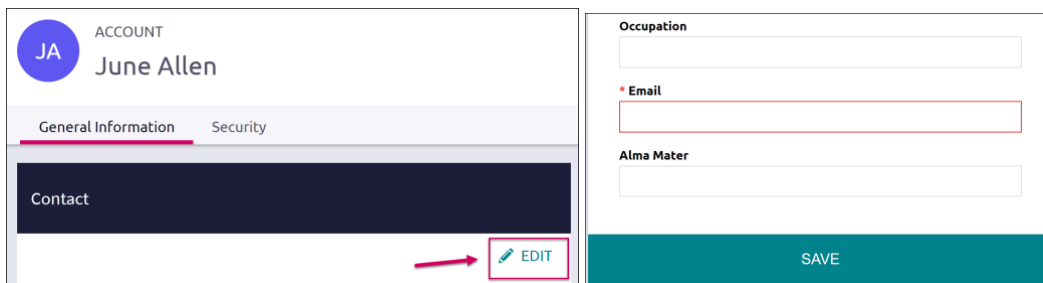 JA
ACCOUNT
June Allen
General Information Security
Contact
EDIT
Occupation
* Email
Alma Mater
SAVE